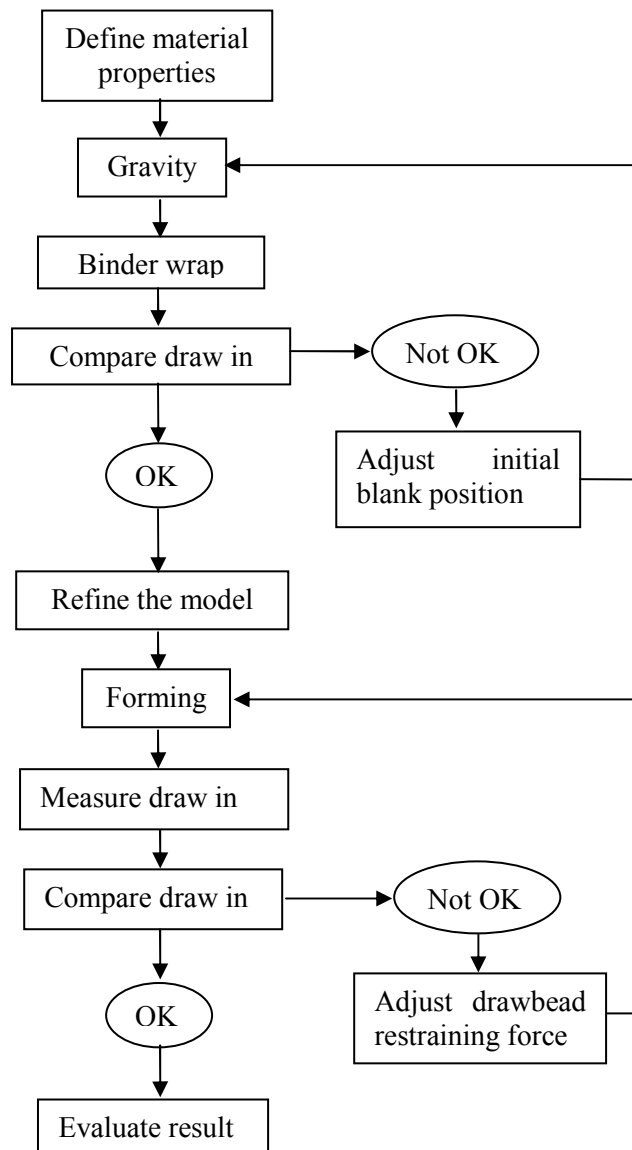 Define material
properties
Gravity
Binder wrap
Compare draw in
Not OK
OK
Adjust initial
blank position
Refine the model
Forming
Measure draw in
Compare draw in
Not OK
OK
Adjust drawbead
restraining force
Evaluate result